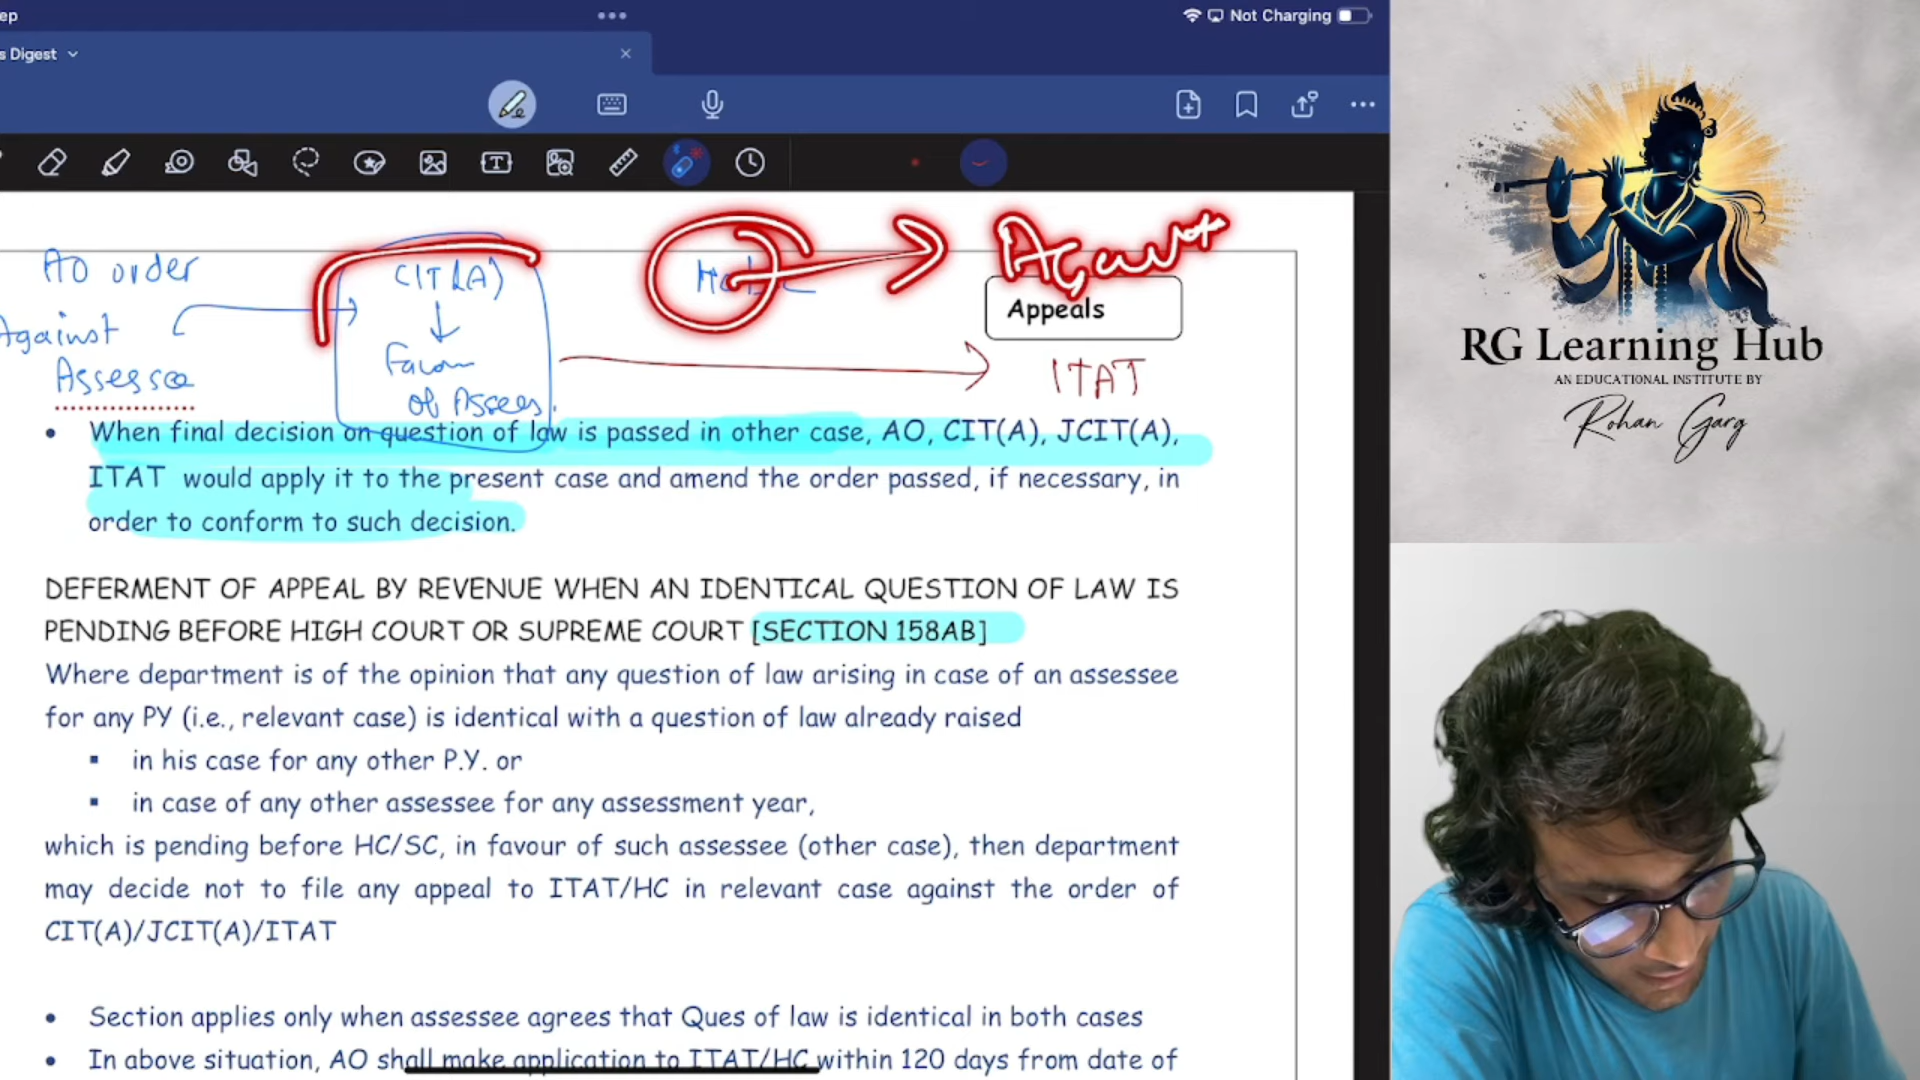 ep
Not Charging
s Digest
AO order
CIT(A)
Against
Appeals
Assessee
Favour
of Assess.
ITAT
When final decision on question of law is passed in other case, AO, CIT(A), JCIT(A),
ITAT would apply it to the present case and amend the order passed, if necessary, in
order to conform to such decision.
DEFERMENT OF APPEAL BY REVENUE WHEN AN IDENTICAL QUESTION OF LAW IS
PENDING BEFORE HIGH COURT OR SUPREME COURT [SECTION 158AB]
Where department is of the opinion that any question of law arising in case of an assessee
for any PY (i.e., relevant case) is identical with a question of law already raised
in his case for any other P.Y. or
in case of any other assessee for any assessment year,
which is pending before HC/SC, in favour of such assessee (other case), then department
may decide not to file any appeal to ITAT/HC in relevant case against the order of
CIT(A)/JCIT(A)/ITAT
Section applies only when assessee agrees that Ques of law is identical in both cases
In above situation, AO shall make application to ITAT/HC within 120 days from date of
RG Learning Hub
AN EDUCATIONAL INSTITUTE BY
Rohan Garg